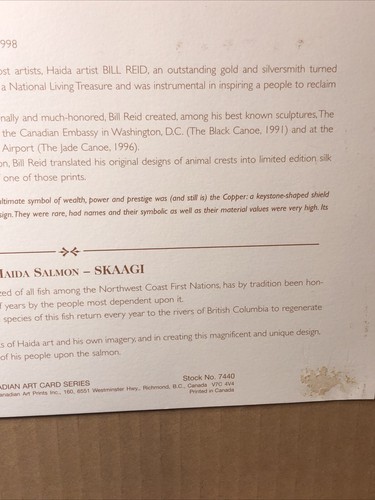 1998
ost artists, Haida artist BILL REID, an outstanding gold and silversmith turned
a National Living Treasure and was instrumental in inspiring a people to reclaim
nally and much-honored, Bill Reid created, among his best known sculptures, The
the Canadian Embassy in Washington, D.C. (The Black Canoe, 1991) and at the
Airport (The Jade Canoe, 1996).
on, Bill Reid translated his original designs of animal crests into limited edition silk
one of those prints.
ultimate symbol of wealth, power and prestige was (and still is) the Copper: a keystone-shaped shield
sign. They were rare, had names and their symbolic as well as their material values were very high. Its
HAIDA SALMON – SKAAGI
zed of all fish among the Northwest Coast First Nations, has by tradition been hon-
f years by the people most dependent upon it.
species of this fish return every year to the rivers of British Columbia to regenerate
s of Haida art and his own imagery, and in creating this magnificent and unique design,
of his people upon the salmon.
ADIAN ART CARD SERIES
Stock No. 7440
anadian Art Prints Inc., 160, 6551 Westminster Hwy., Richmond, B.C., Canada V7C 4V4
Printed in Canada